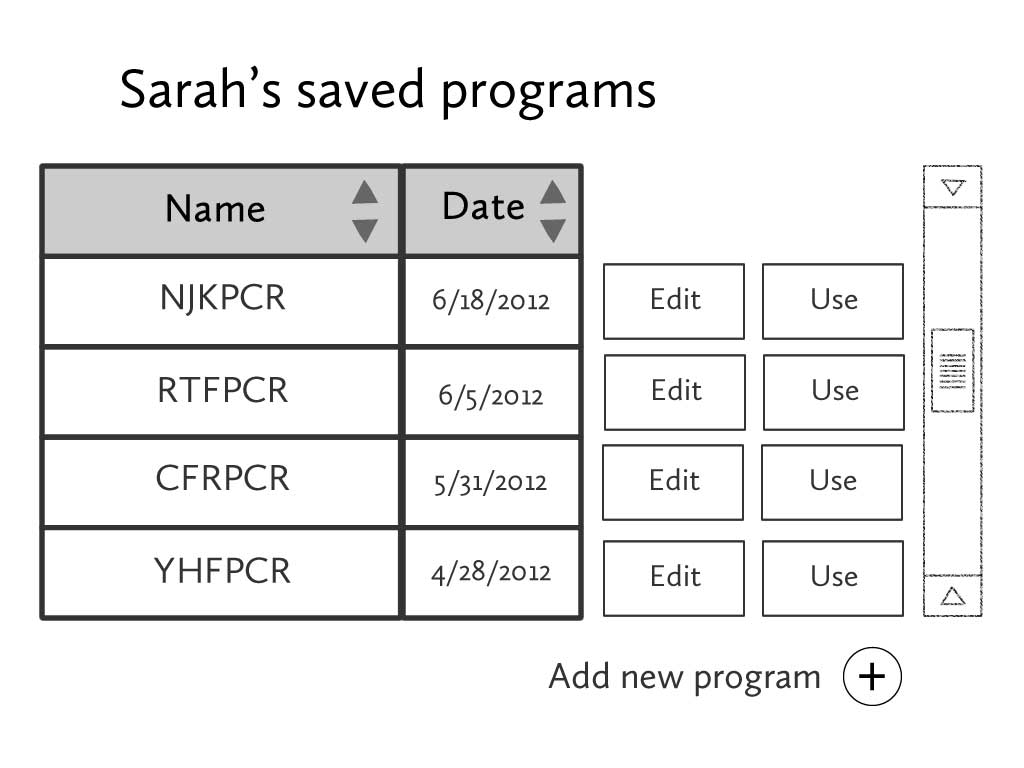 Sarah’s saved programs
Name Date
NJKPCR 6/18/2012 Edit Use
RTFPCR 6/5/2012 Edit Use
CFRPCR 5/31/2012 Edit Use
YHFPCR 4/28/2012 Edit Use
Add new program +